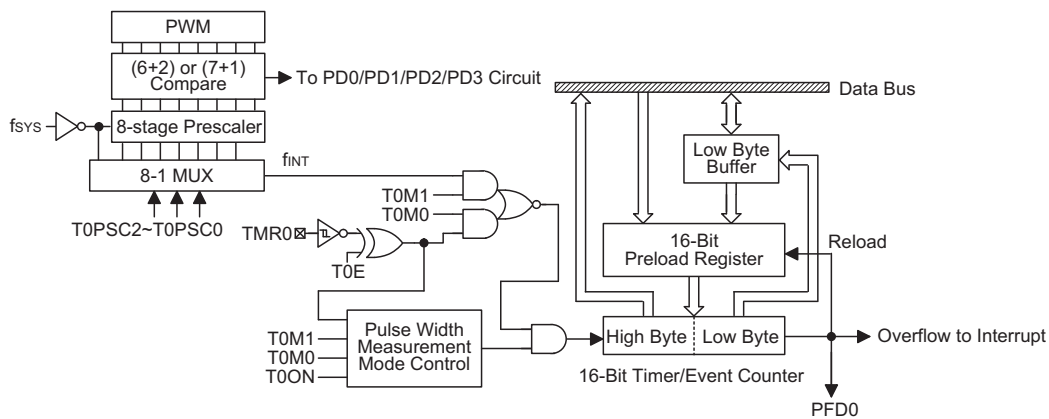 PWM
(6+2) or (7+1)
Compare
To PD0/PD1/PD2/PD3 Circuit
Data Bus
fSYS
8-stage Prescaler
Low Byte
Buffer
8-1 MUX
fINT
T0M1
T0M0
T0PSC2~T0PSC0
TMR0
T0E
16-Bit
Preload Register
Reload
T0M1
T0M0
T0ON
Pulse Width
Measurement
Mode Control
High Byte
Low Byte
Overflow to Interrupt
16-Bit Timer/Event Counter
PFD0